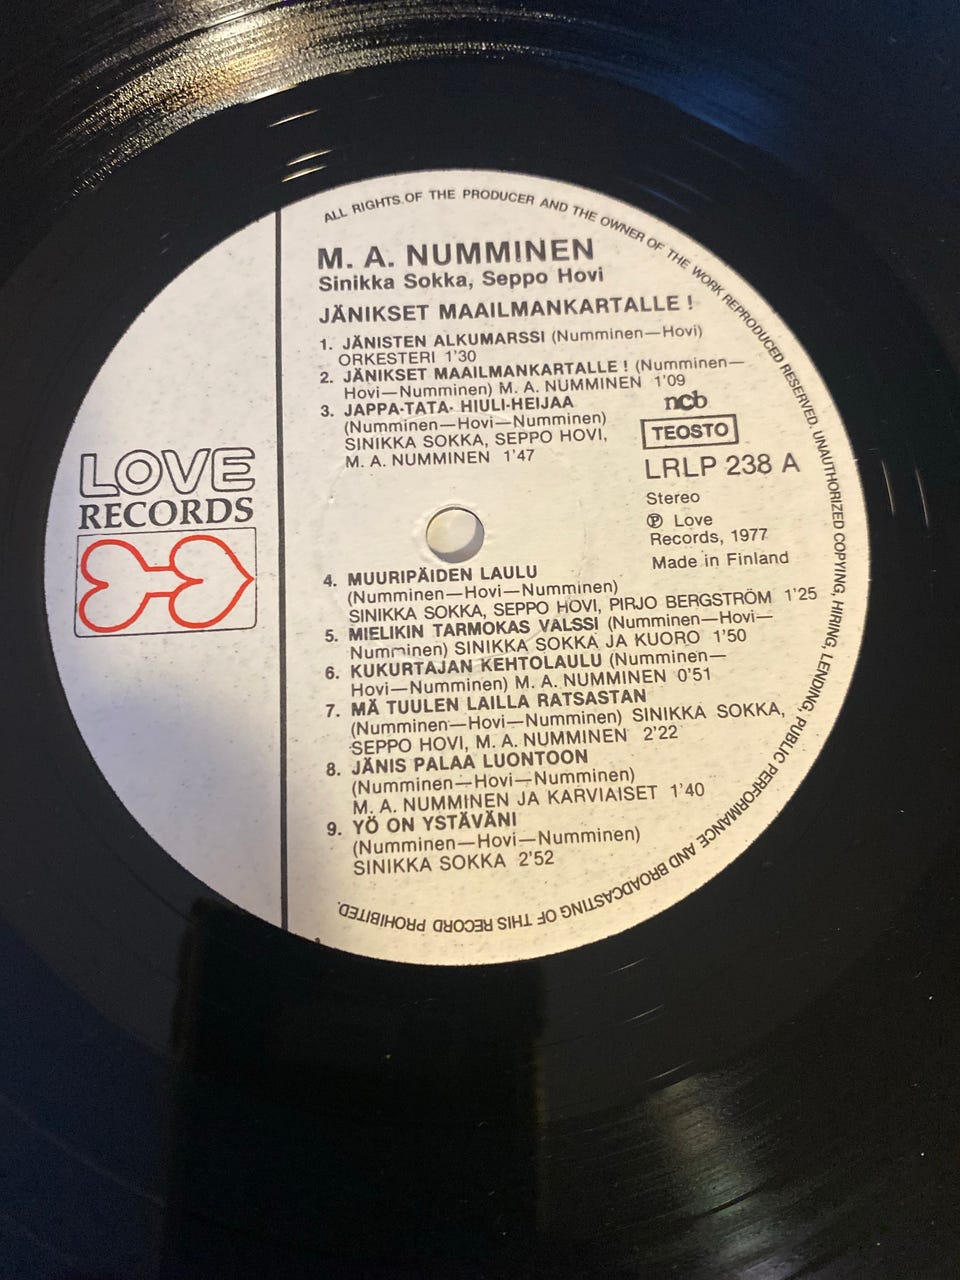 ALL RIGHTS OF THE PRODUCER AND THE OWNER OF THE WORK REPRODUCED RESERVED. UNAUTHORIZED COPYING, HIRING, LENDING, PUBLIC PERFORMANCE AND BROADCASTING OF THIS RECORD PROHIBITED.
M. A. NUMMINEN
Sinikka Sokka, Seppo Hovi
JÄNIKSET MAAILMANKARTALLE !
1. JÄNISTEN ALKUMARSSI (Numminen—Hovi)
ORKESTERI 1'30
2. JÄNIKSET MAAILMANKARTALLE ! (Numminen—
Hovi—Numminen) M. A. NUMMINEN 1'09
3. JAPPA-TATA- HIULI-HEIJAA
(Numminen—Hovi—Numminen)
SINIKKA SOKKA, SEPPO HOVI,
M. A. NUMMINEN 1'47
ncb
TEOSTO
LRLP 238 A
Stereo
Ⓟ Love
Records, 1977
Made in Finland
LOVE
RECORDS
4. MUURIPÄIDEN LAULU
(Numminen—Hovi—Numminen)
SINIKKA SOKKA, SEPPO HOVI, PIRJO BERGSTRÖM 1'25
5. MIELIKIN TARMOKAS VALSSI (Numminen—Hovi—
Numminen) SINIKKA SOKKA JA KUORO 1'50
6. KUKURTAJAN KEHTOLAULU (Numminen—
Hovi—Numminen) M. A. NUMMINEN 0'51
7. MÄ TUULEN LAILLA RATSASTAN
(Numminen—Hovi—Numminen) SINIKKA SOKKA,
SEPPO HOVI, M. A. NUMMINEN 2'22
8. JÄNIS PALAA LUONTOON
(Numminen—Hovi—Numminen)
M. A. NUMMINEN JA KARVIAISET 1'40
9. YÖ ON YSTÄVÄNI
(Numminen—Hovi—Numminen)
SINIKKA SOKKA 2'52